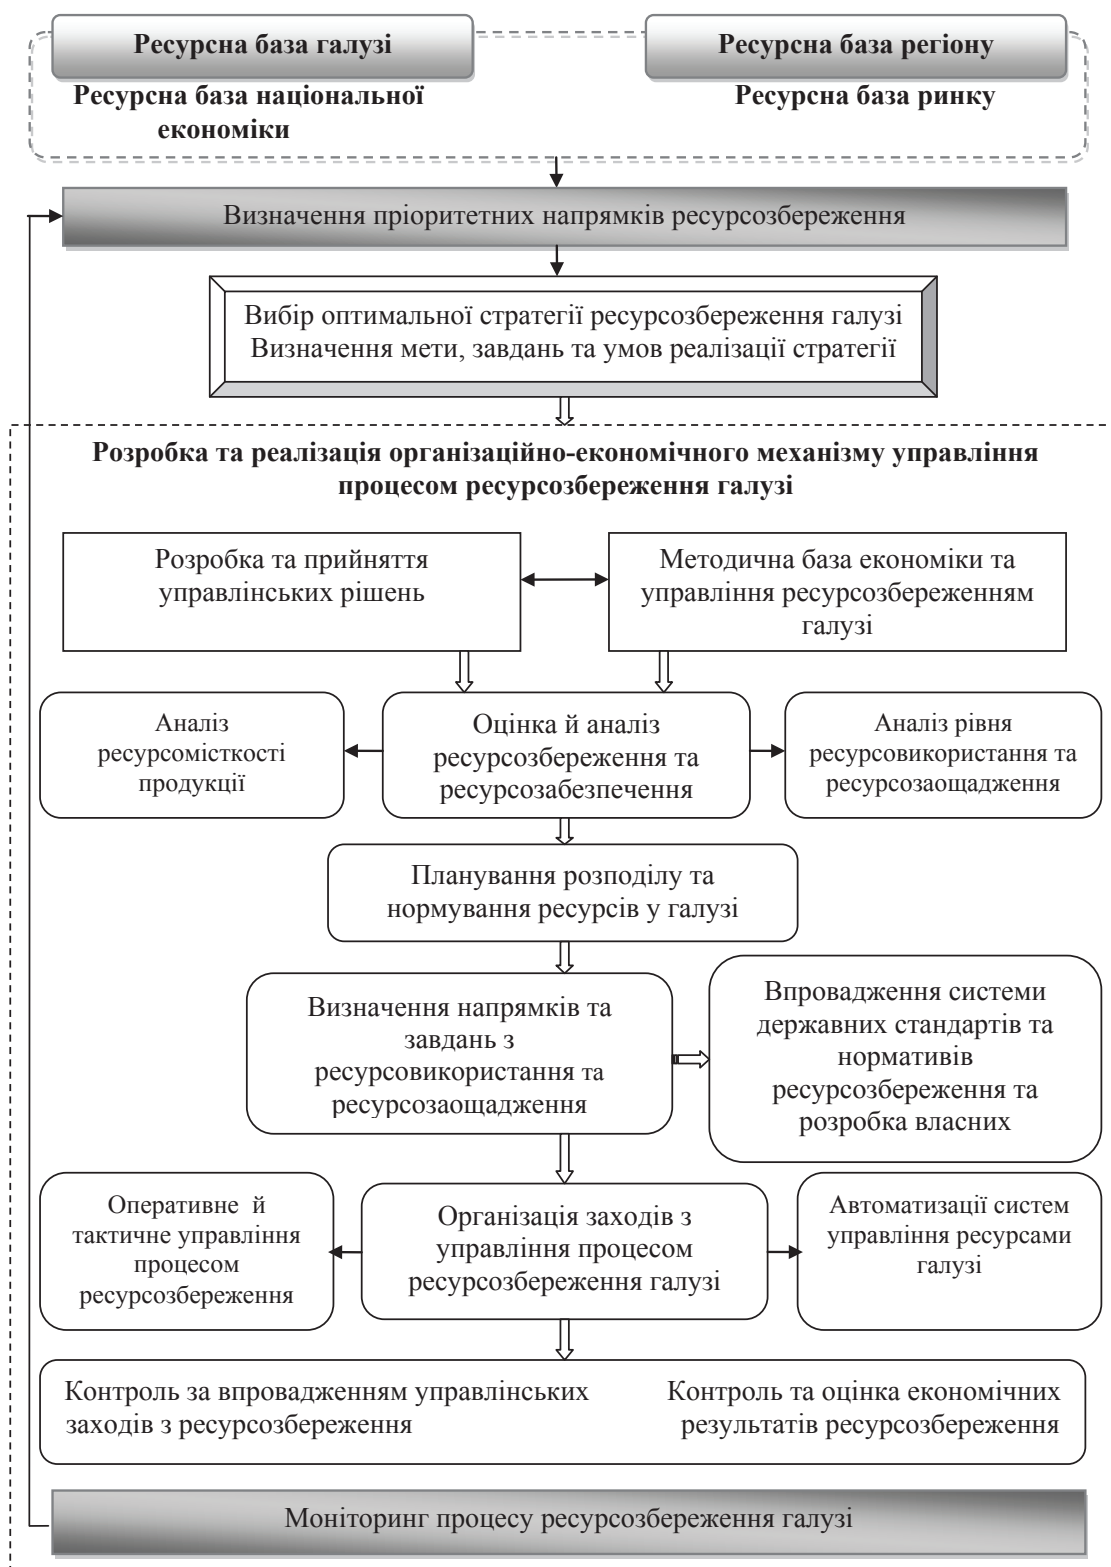 Ресурсна база галузі
Ресурсна база регіону
Ресурсна база національної
економіки
Ресурсна база ринку
Визначення пріоритетних напрямків ресурсозбереження
Вибір оптимальної стратегії ресурсозбереження галузі
Визначення мети, завдань та умов реалізації стратегії
Розробка та реалізація організаційно-економічного механізму управління
процесом ресурсозбереження галузі
Розробка та прийняття
управлінських рішень
Методична база економіки та
управління ресурсозбереженням
галузі
Аналіз
ресурсомісткості
продукції
Оцінка й аналіз
ресурсозбереження та
ресурсозабезпечення
Аналіз рівня
ресурсовикористання та
ресурсозаощадження
Планування розподілу та
нормування ресурсів у галузі
Визначення напрямків та
завдань з
ресурсовикористання та
ресурсозаощадження
Впровадження системи
державних стандартів та
нормативів
ресурсозбереження та
розробка власних
Оперативне й
тактичне управління
процесом
ресурсозбереження
Організація заходів з
управління процесом
ресурсозбереження галузі
Автоматизації систем
управління ресурсами
галузі
Контроль за впровадженням управлінських
заходів з ресурсозбереження
Контроль та оцінка економічних
результатів ресурсозбереження
Моніторинг процесу ресурсозбереження галузі